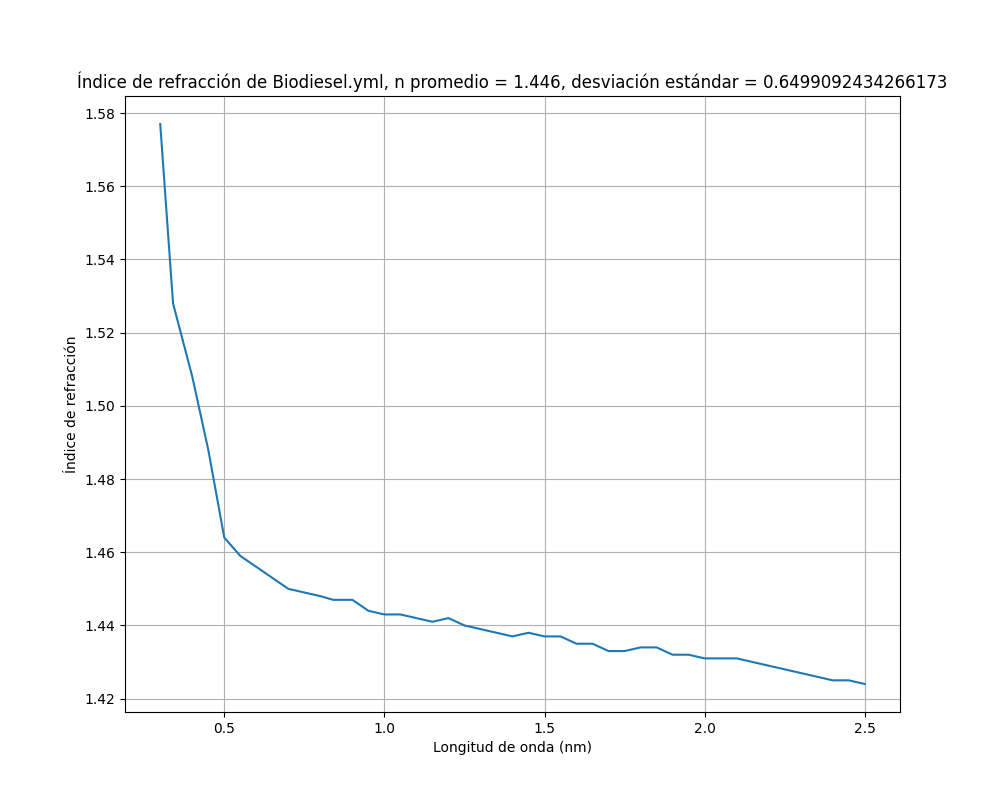 Índice de refracción de Biodiesel.yml, n promedio = 1.446, desviación estándar = 0.6499092434266173
1.58
1.56
1.54
1.52
1.50
1.48
1.46
1.44
1.42
Índice de refracción
0.5 1.0 1.5 2.0 2.5
Longitud de onda (nm)